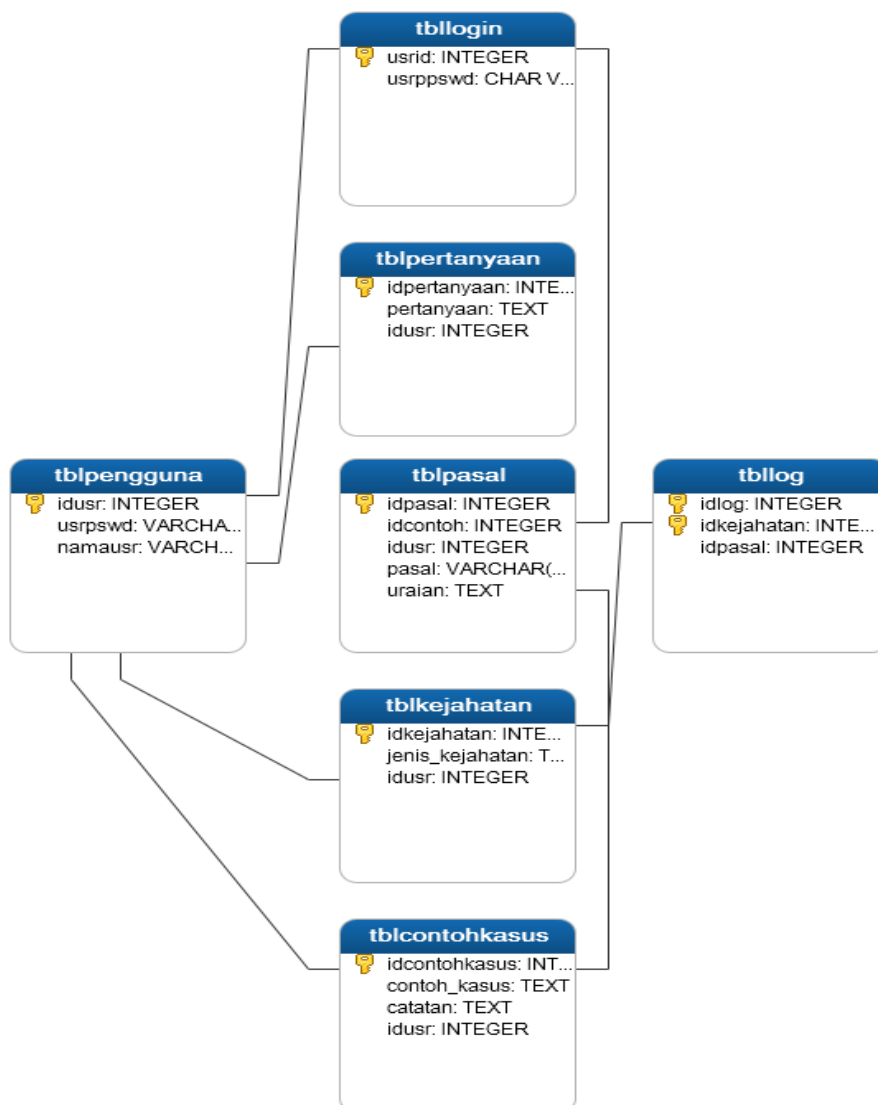 tbllogin
usrid: INTEGER
usrppswd: CHAR V...
tblpertanyaan
idpertanyaan: INTE...
pertanyaan: TEXT
idusr: INTEGER
tblpengguna
idusr: INTEGER
usrpswd: VARCHA...
namausr: VARCH...
tblpasal
idpasal: INTEGER
idcontoh: INTEGER
idusr: INTEGER
pasal: VARCHAR(...
uraian: TEXT
tbllog
idlog: INTEGER
idkejahatan: INTE...
idpasal: INTEGER
tblkejahatan
idkejahatan: INTE...
jenis_kejahatan: T...
idusr: INTEGER
tblcontohkasus
idcontohkasus: INT...
contoh_kasus: TEXT
catatan: TEXT
idusr: INTEGER